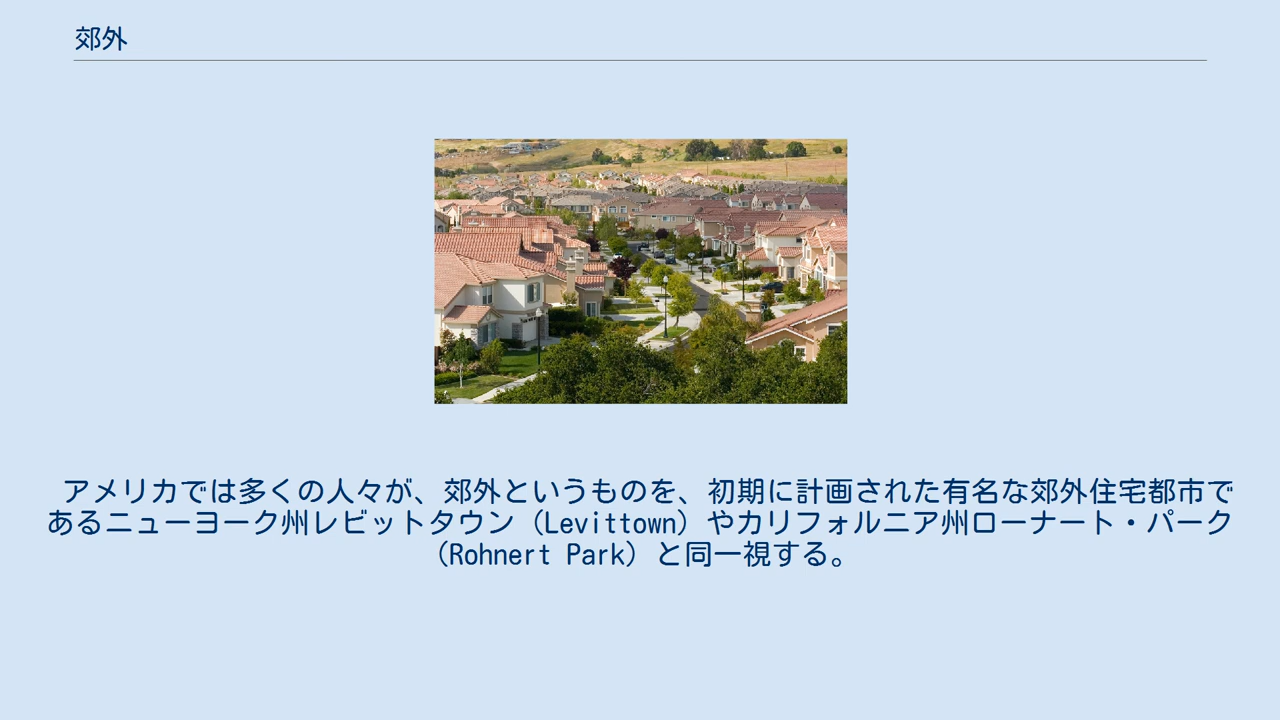 郊外
アメリカでは多くの人々が、郊外というものを、初期に計画された有名な郊外住宅都市で
あるニューヨーク州レビットタウン（Levittown）やカリフォルニア州ローナート・パーク
（Rohnert Park）と同一視する。